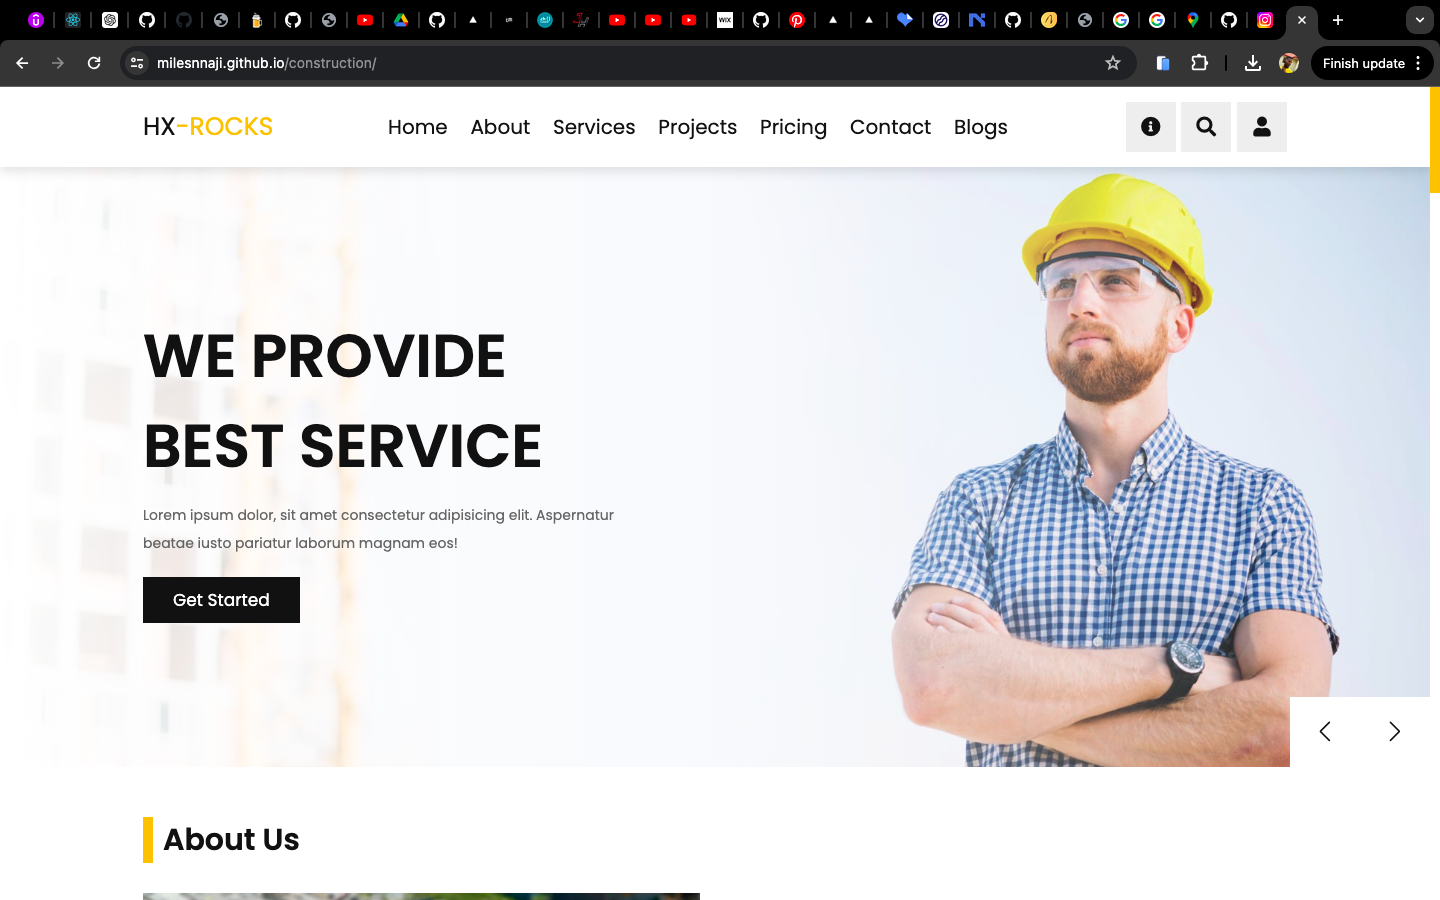 WIX
milesnnaji.github.io/construction/
Finish update
HX-ROCKS
Home About Services Projects Pricing Contact Blogs
WE PROVIDE
BEST SERVICE
Lorem ipsum dolor, sit amet consectetur adipisicing elit. Aspernatur
beatae iusto pariatur laborum magnam eos!
Get Started
About Us